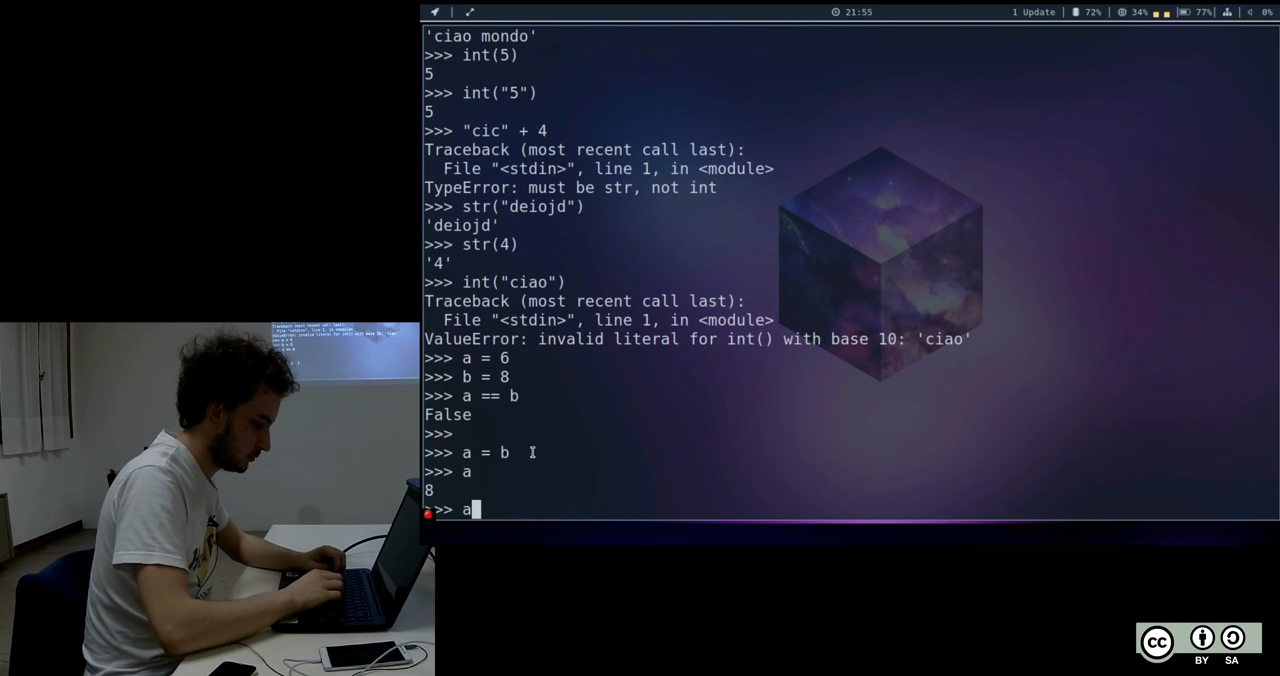 21:55 1 Update 72% 34% 77% 0%
'ciao mondo'
>>> int(5)
5
>>> int("5")
5
>>> "cic" + 4
Traceback (most recent call last):
  File "<stdin>", line 1, in <module>
TypeError: must be str, not int
>>> str("deiojd")
'deiojd'
>>> str(4)
'4'
>>> int("ciao")
Traceback (most recent call last):
  File "<stdin>", line 1, in <module>
ValueError: invalid literal for int() with base 10: 'ciao'
>>> a = 6
>>> b = 8
>>> a == b
False
>>>
>>> a = b
>>> a
8
>>> a
cc
BY SA